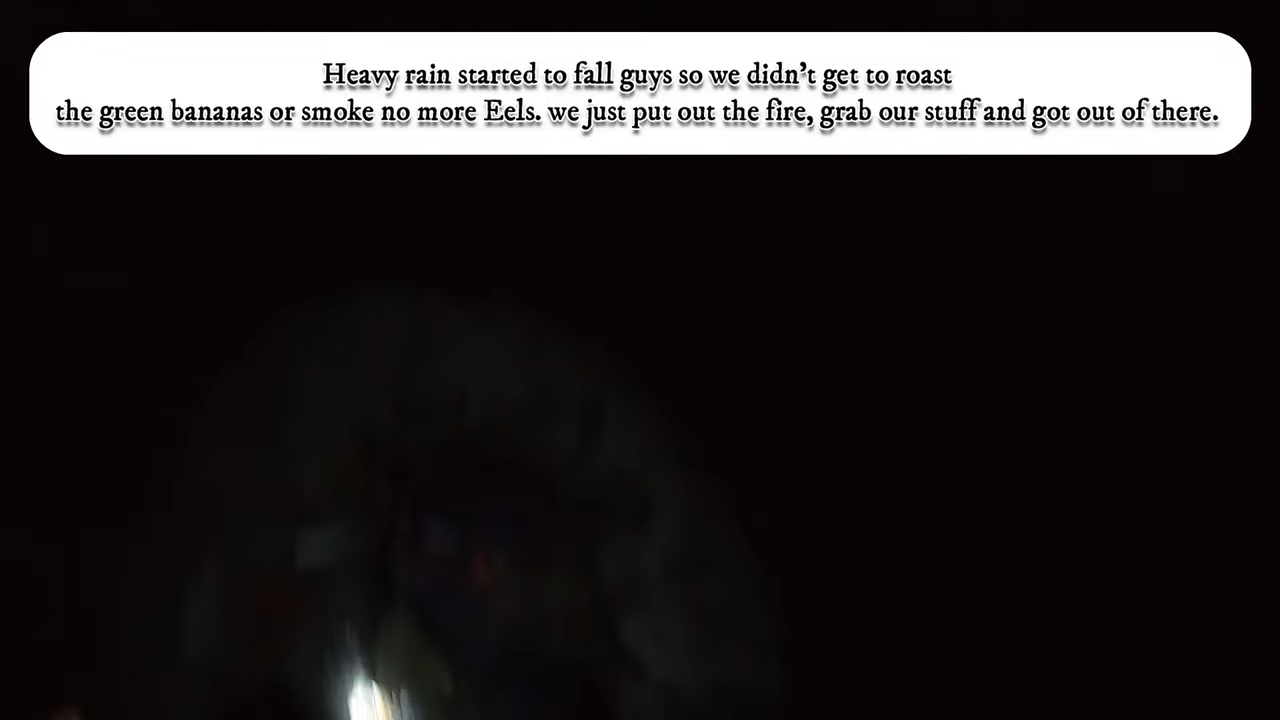 Heavy rain started to fall guys so we didn't get to roast
the green bananas or smoke no more Eels. we just put out the fire, grab our stuff and got out of there.